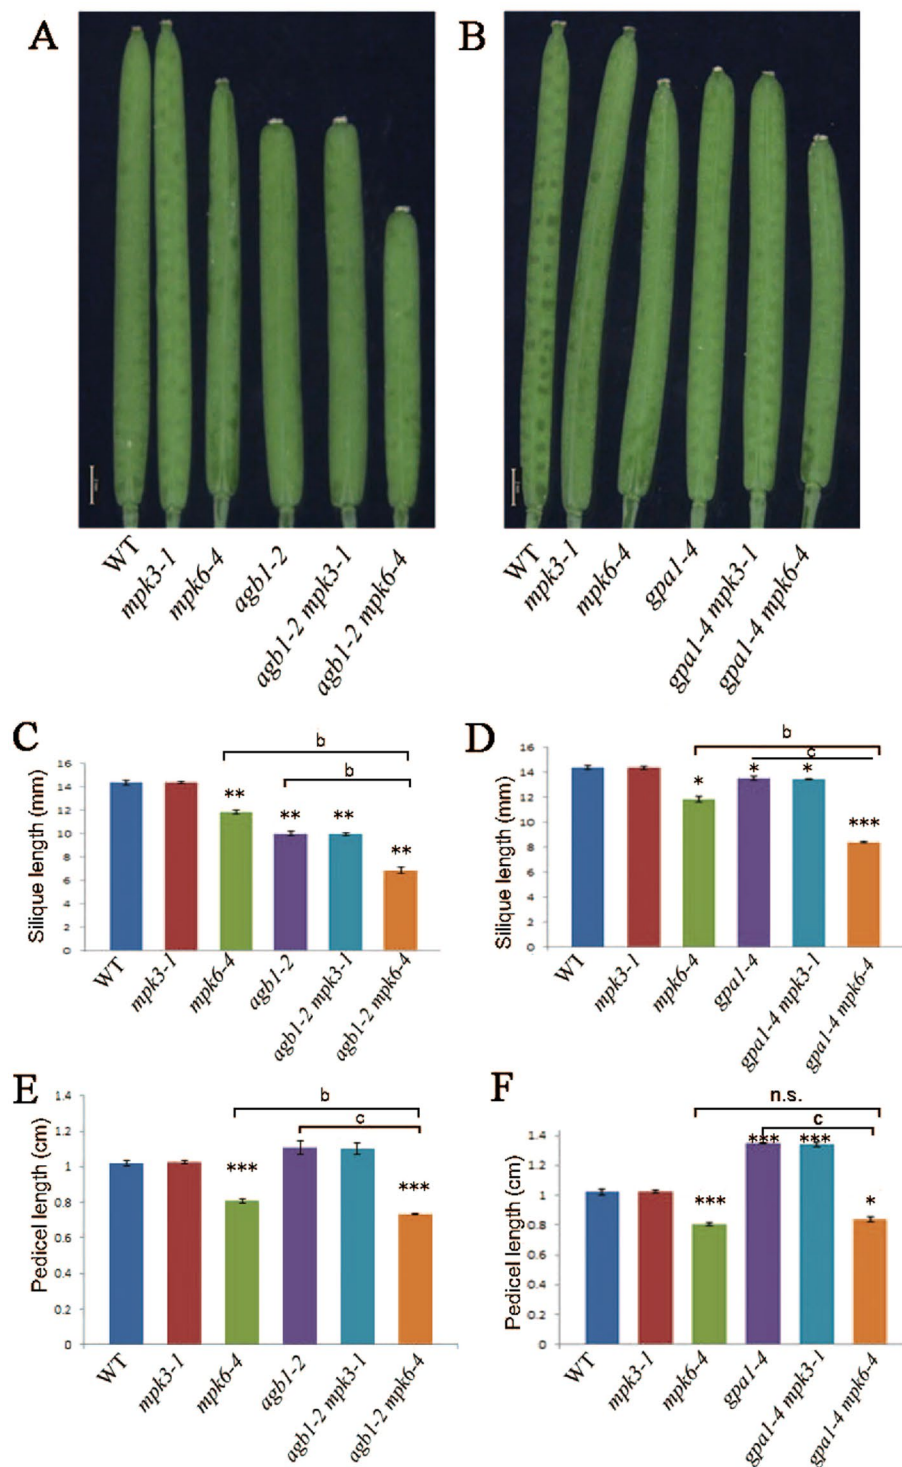 A
B
WT
mpk3-1
mpk6-4
agb1-2
agb1-2 mpk3-1
agb1-2 mpk6-4
WT
mpk3-1
mpk6-4
gpa1-4
gpa1-4 mpk3-1
gpa1-4 mpk6-4
C
b
b
Silique length (mm)
16
14
12
10
8
6
4
2
0
**
**
**
**
WT
mpk3-1
mpk6-4
agb1-2
agb1-2 mpk3-1
agb1-2 mpk6-4
D
b
c
Silique length (mm)
16
14
12
10
8
6
4
2
0
*
*
*
***
WT
mpk3-1
mpk6-4
gpa1-4
gpa1-4 mpk3-1
gpa1-4 mpk6-4
E
b
c
Pedicel length (cm)
1.4
1.2
1
0.8
0.6
0.4
0.2
0
***
***
WT
mpk3-1
mpk6-4
agb1-2
agb1-2 mpk3-1
agb1-2 mpk6-4
F
n.s.
c
Pedicel length (cm)
1.4
1.2
1
0.8
0.6
0.4
0.2
0
***
***
***
*
WT
mpk3-1
mpk6-4
gpa1-4
gpa1-4 mpk3-1
gpa1-4 mpk6-4